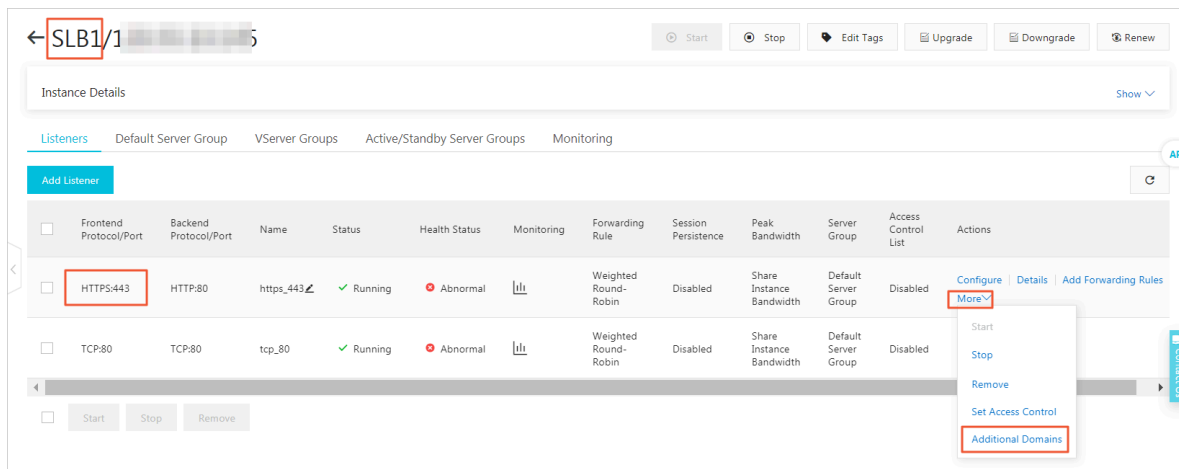 SLB1/1 5
Start
Stop
Edit Tags
Upgrade
Downgrade
Renew
Instance Details
Show
Listeners
Default Server Group
VServer Groups
Active/Standby Server Groups
Monitoring
Add Listener
Frontend
Protocol/Port
Backend
Protocol/Port
Name
Status
Health Status
Monitoring
Forwarding
Rule
Session
Persistence
Peak
Bandwidth
Server
Group
Access
Control
List
Actions
HTTPS:443
HTTP:80
https_443
Running
Abnormal
Weighted
Round-
Robin
Disabled
Share
Instance
Bandwidth
Default
Server
Group
Disabled
Configure | Details | Add Forwarding Rules
More
TCP:80
TCP:80
tcp_80
Running
Abnormal
Weighted
Round-
Robin
Disabled
Share
Instance
Bandwidth
Default
Server
Group
Disabled
Start
Stop
Remove
Set Access Control
Additional Domains
Start
Stop
Remove